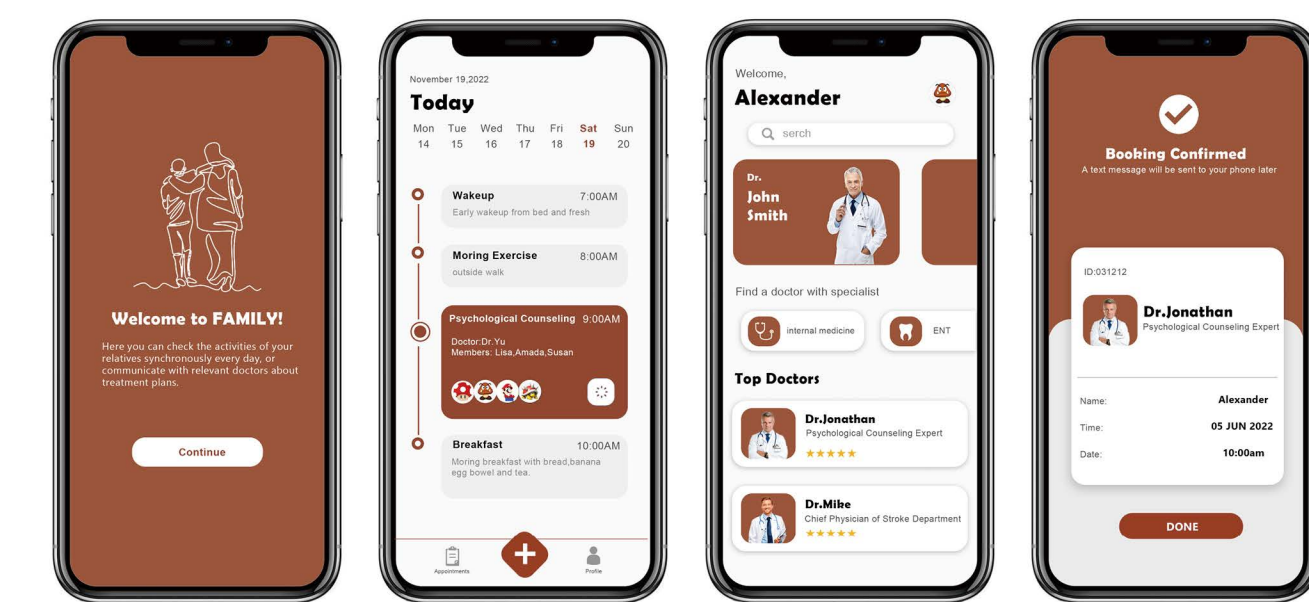 Welcome to FAMILY!
Here you can check the activities of your
relatives synchronously every day, or
communicate with relevant doctors about
treatment plans.
Continue
November 19,2022
Today
Mon Tue Wed Thu Fri Sat Sun
14 15 16 17 18 19 20
Wakeup 7:00AM
Early wakeup from bed and fresh
Moring Exercise 8:00AM
outside walk
Psychological Counseling 9:00AM
Doctor:Dr.Yu
Members: Lisa,Amada,Susan
Breakfast 10:00AM
Moring breakfast with bread,banana
egg bowel and tea.
Appointments
Profile
Welcome,
Alexander
serch
Dr.
John
Smith
Find a doctor with specialist
internal medicine
ENT
Top Doctors
Dr.Jonathan
Psychological Counseling Expert
Dr.Mike
Chief Physician of Stroke Department
Booking Confirmed
A text message will be sent to your phone later
ID:031212
Dr.Jonathan
Psychological Counseling Expert
Name: Alexander
Time: 05 JUN 2022
Date: 10:00am
DONE